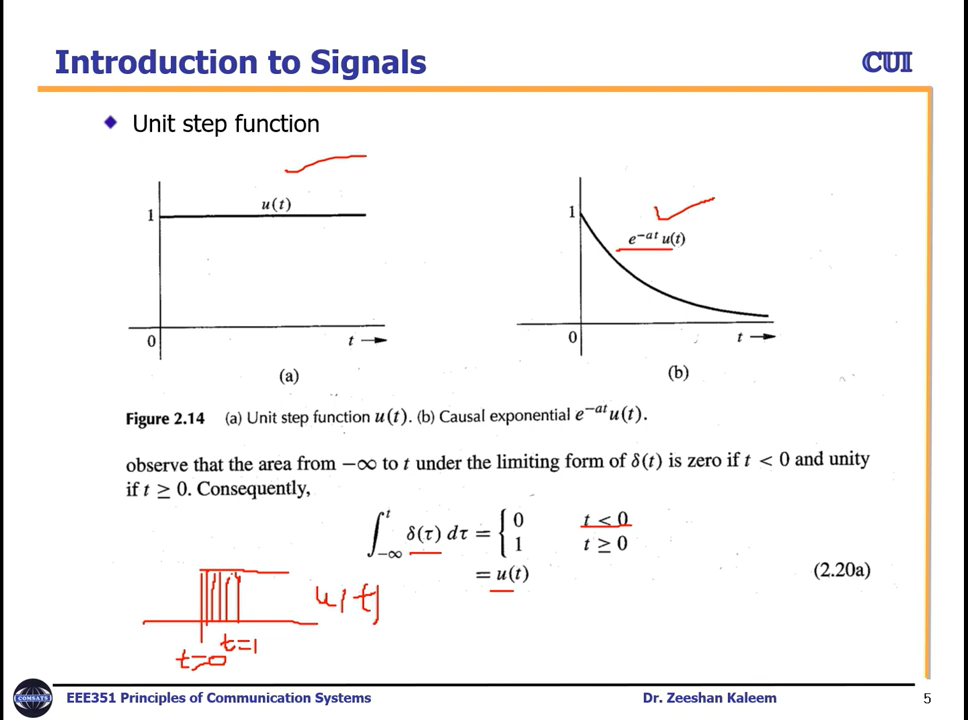 Introduction to Signals
CUI
Unit step function
u(t)
1
0
t
(a)
1
e^{-at} u(t)
0
t
(b)
Figure 2.14 (a) Unit step function u(t). (b) Causal exponential e^{-at}u(t).
observe that the area from −∞ to t under the limiting form of δ(t) is zero if t < 0 and unity
if t ≥ 0. Consequently,
∫_{−∞}^{t} δ(τ) dτ = { 0 t < 0
1 t ≥ 0
= u(t) (2.20a)
u(t)
t=1
t=0
COMSATS
EEE351 Principles of Communication Systems
Dr. Zeeshan Kaleem
5